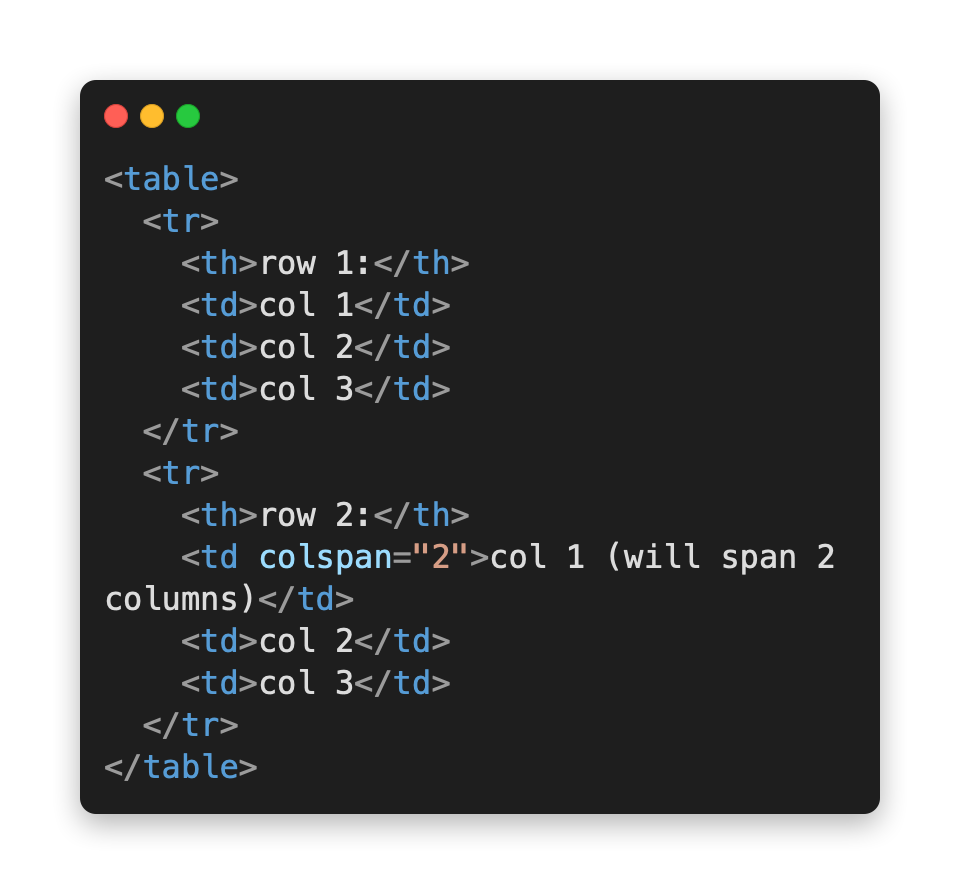 <table>
  <tr>
    <th>row 1:</th>
    <td>col 1</td>
    <td>col 2</td>
    <td>col 3</td>
  </tr>
  <tr>
    <th>row 2:</th>
    <td colspan="2">col 1 (will span 2
columns)</td>
    <td>col 2</td>
    <td>col 3</td>
  </tr>
</table>